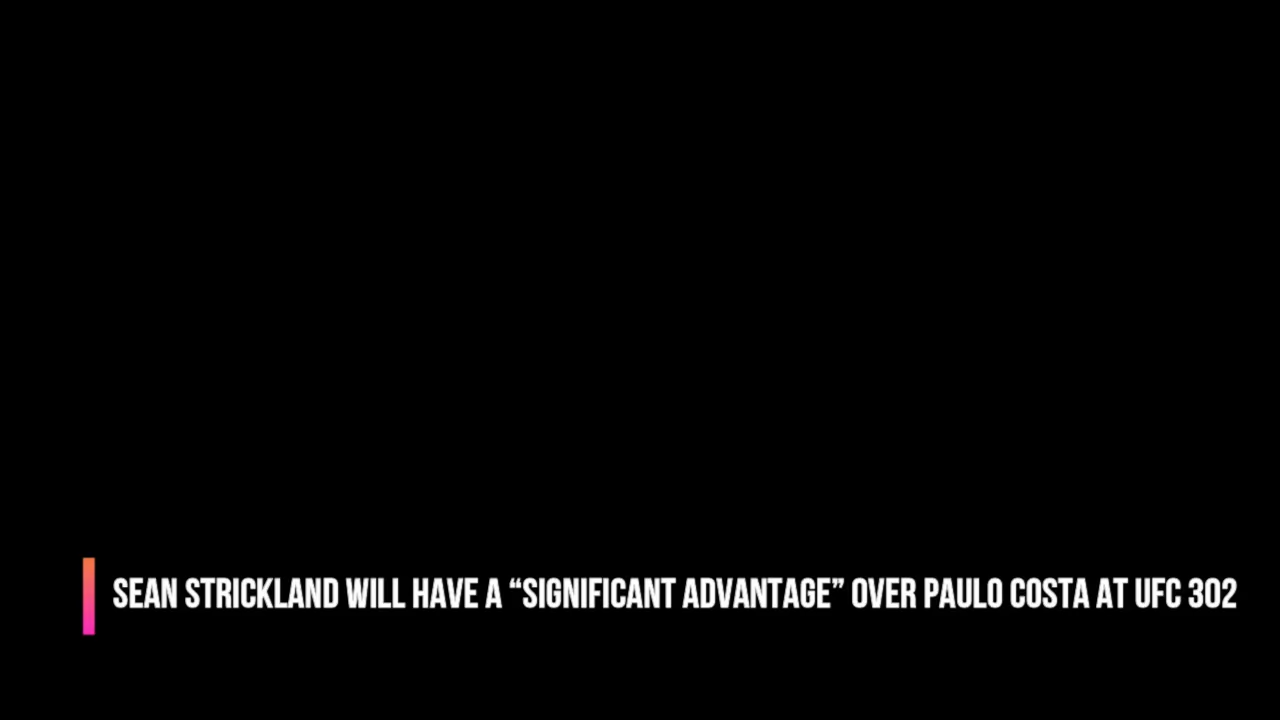 SEAN STRICKLAND WILL HAVE A “SIGNIFICANT ADVANTAGE” OVER PAULO COSTA AT UFC 302